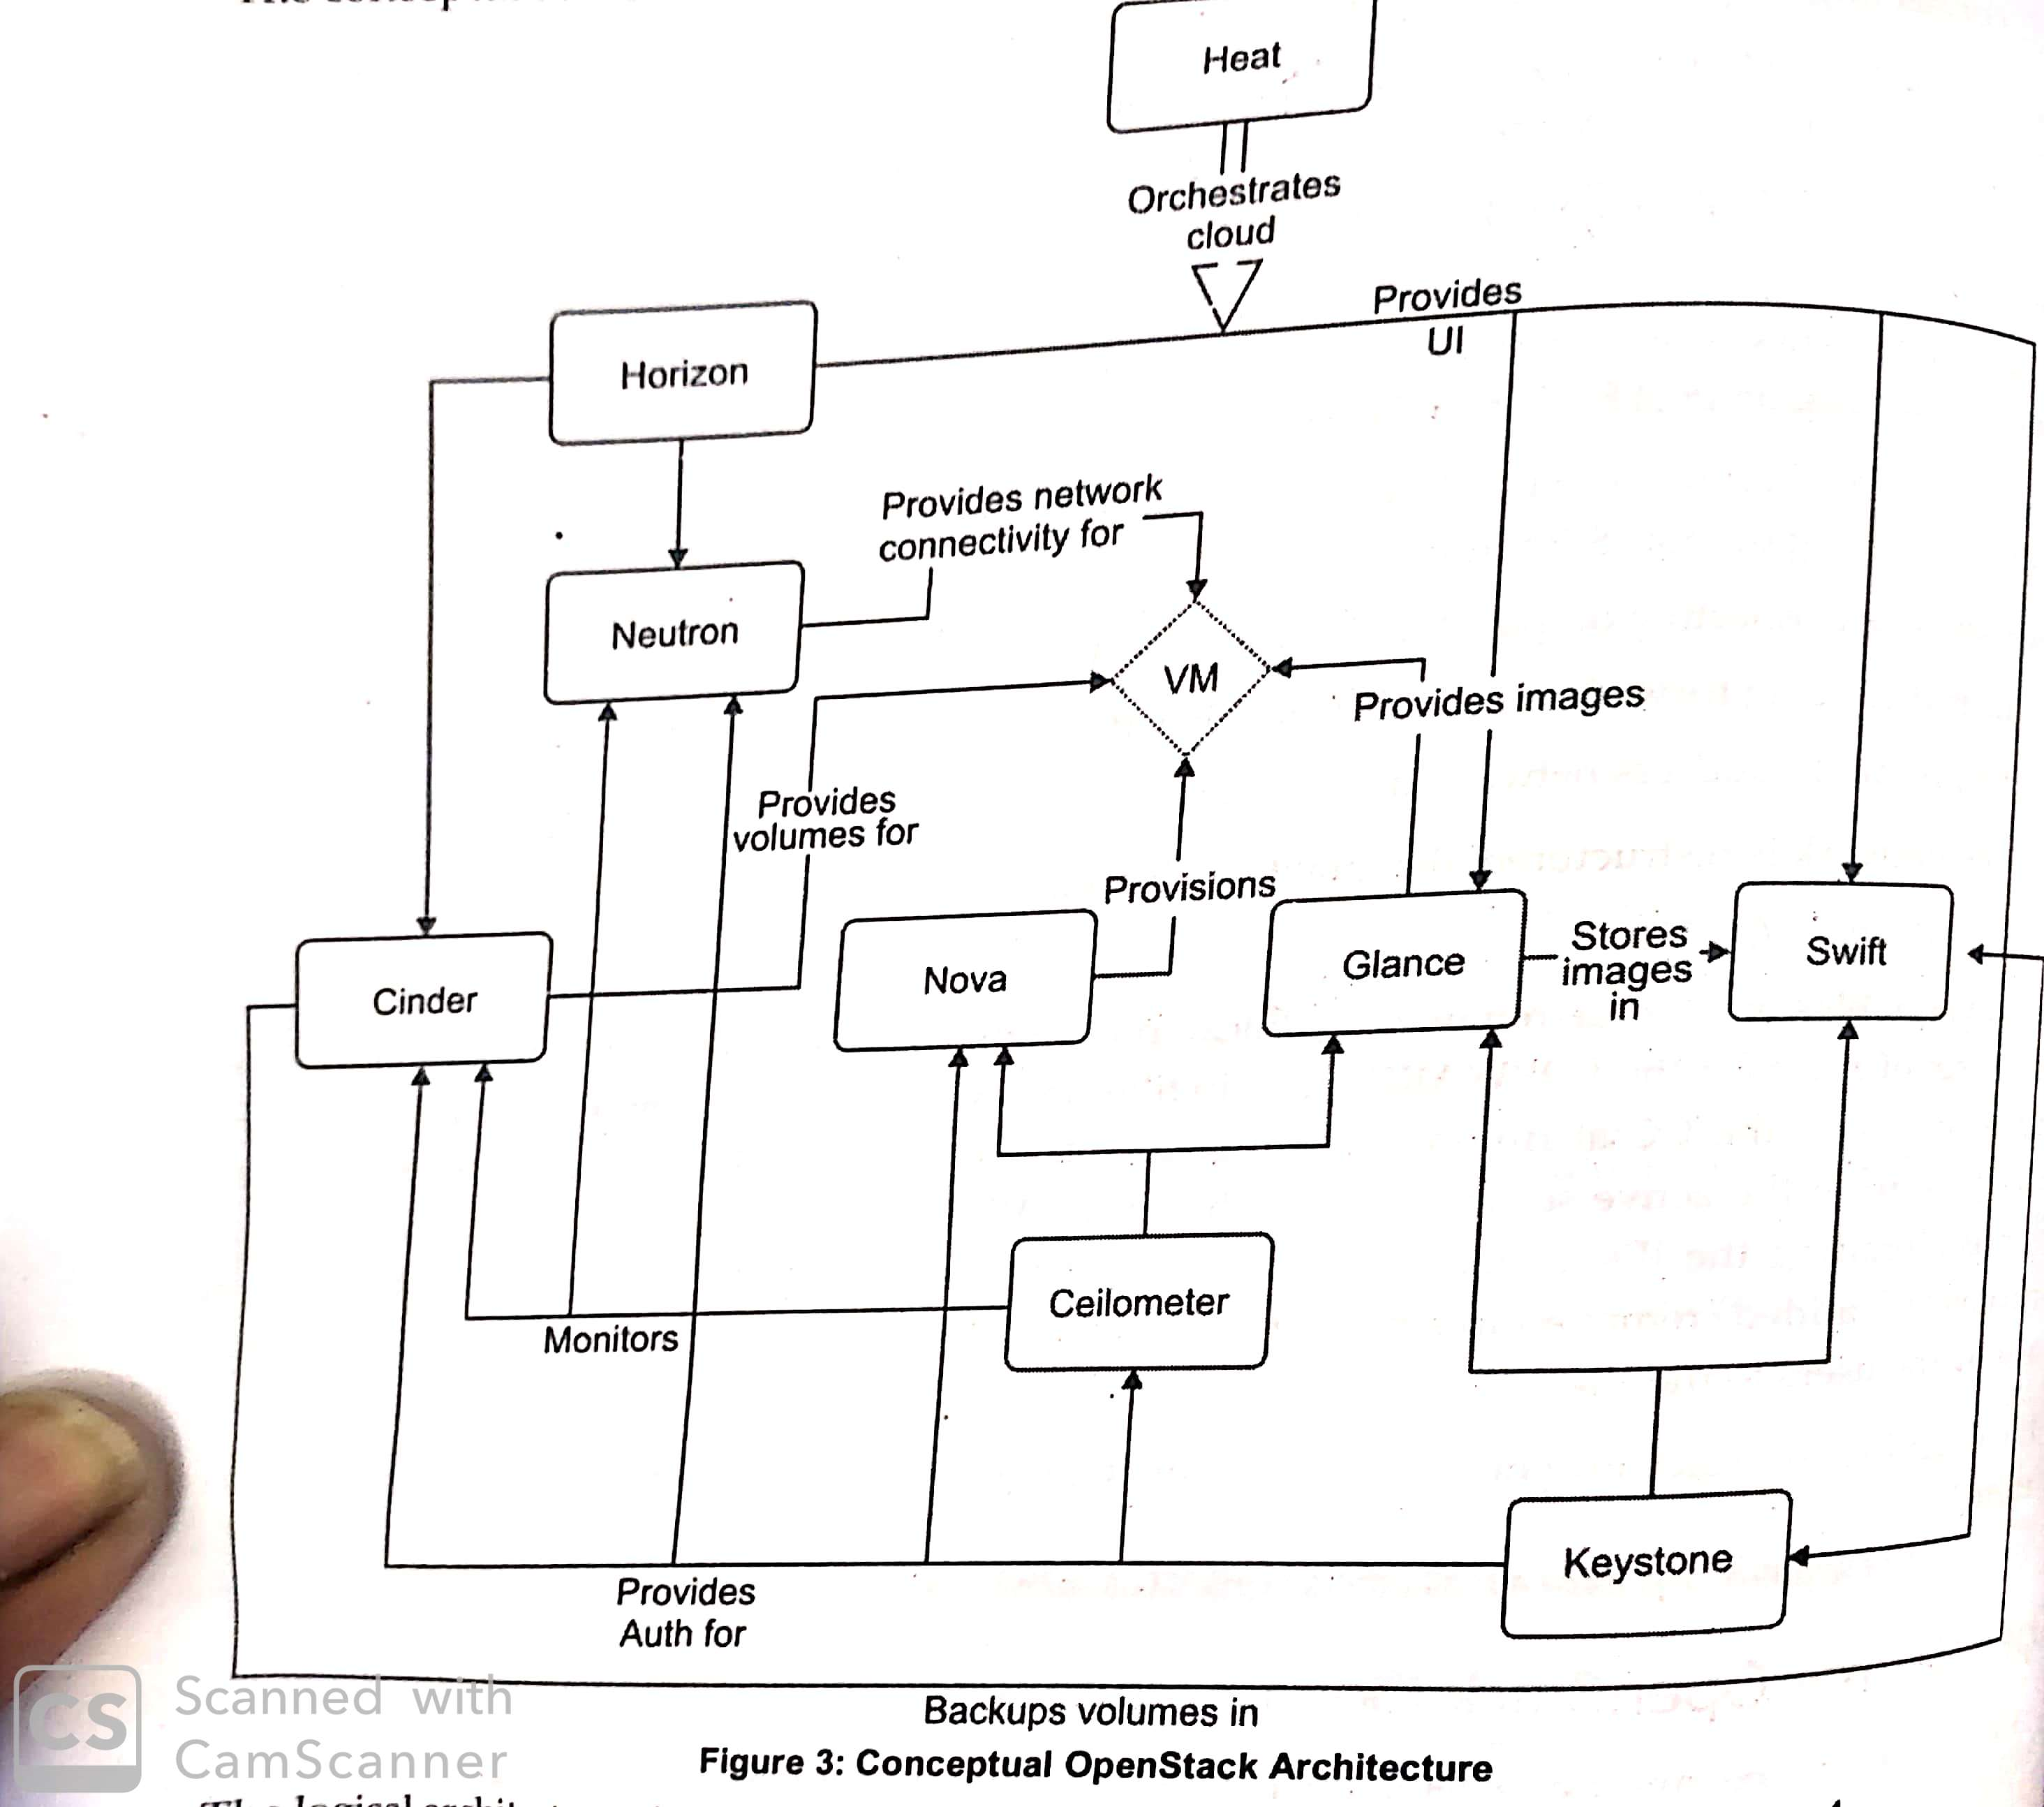 Heat
Orchestrates
cloud
Provides
UI
Horizon
Provides network
connectivity for
Neutron
VM
Provides images
Provides
volumes for
Provisions
Cinder
Nova
Glance
Stores
images
in
Swift
Ceilometer
Monitors
Keystone
Provides
Auth for
Backups volumes in
Figure 3: Conceptual OpenStack Architecture
CS
Scanned with
CamScanner